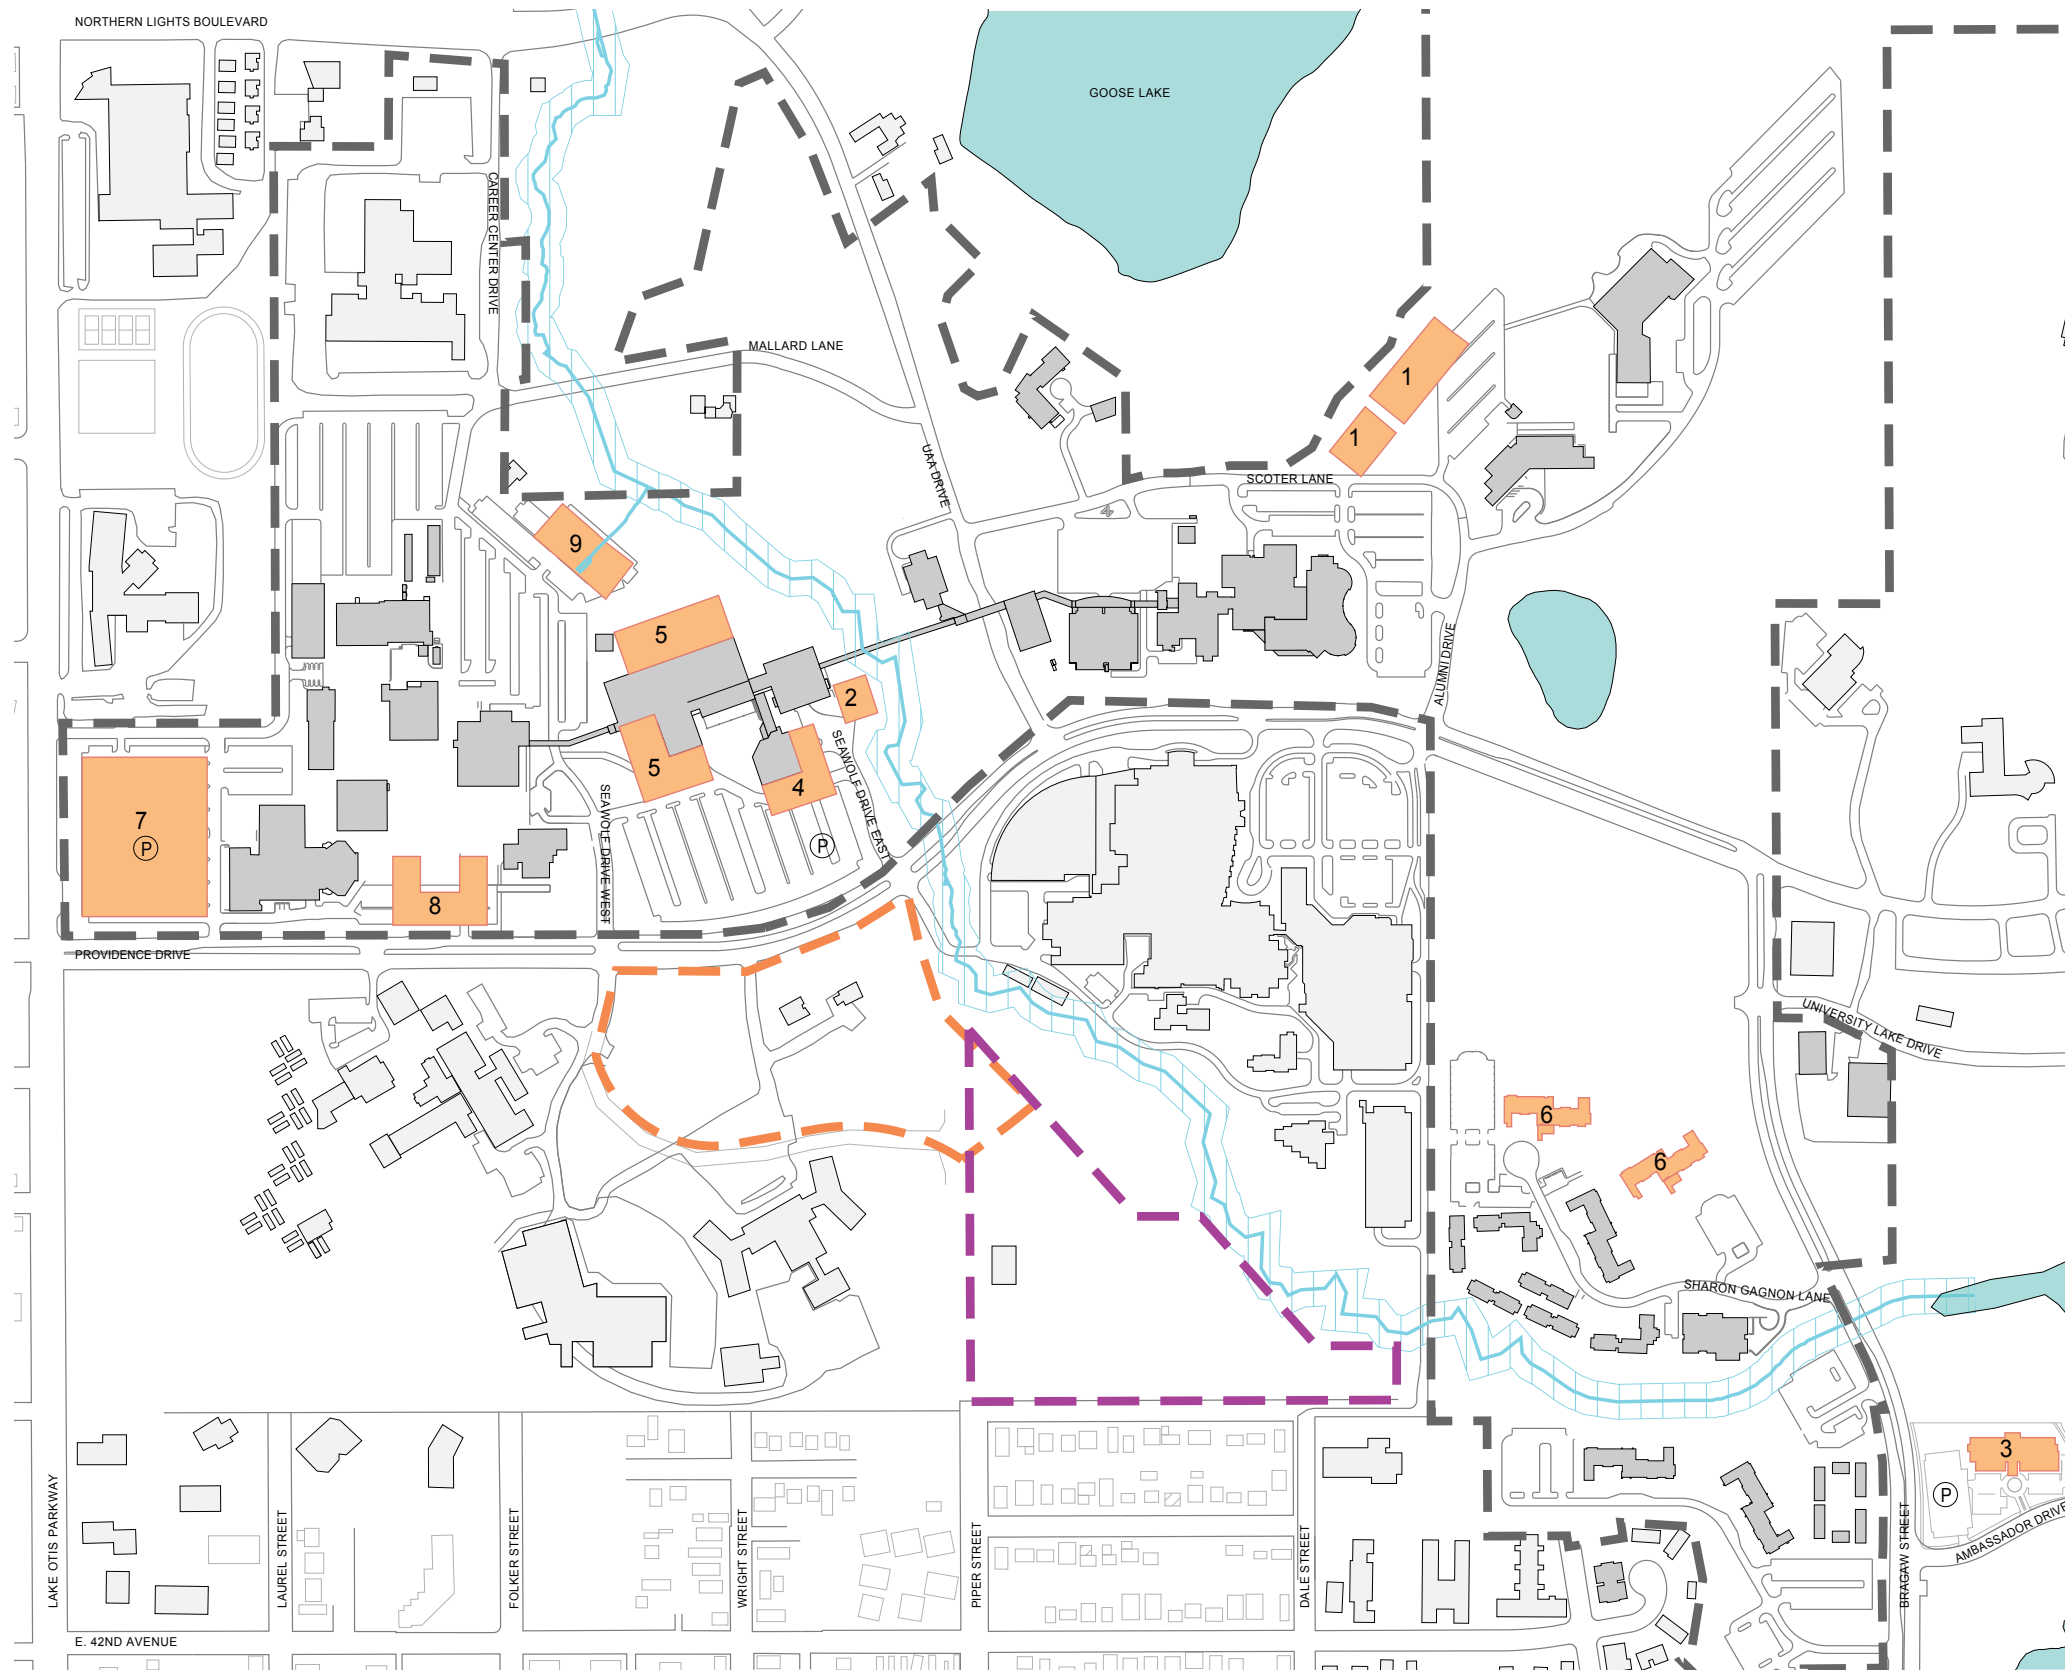 NORTHERN LIGHTS BOULEVARD
GOOSE LAKE
CAREER CENTER DRIVE
MALLARD LANE
1
1
UAA DRIVE
SCOTER LANE
9
5
ALUMNI DRIVE
2
5
SEAWOLF DRIVE EAST
4
SEAWOLF DRIVE WEST
7
P
P
8
PROVIDENCE DRIVE
UNIVERSITY LAKE DRIVE
6
6
SHARON GAGNON LANE
3
P
LAKE OTIS PARKWAY
LAUREL STREET
FOLKER STREET
WRIGHT STREET
PIPER STREET
DALE STREET
BRAGAW STREET
AMBASSADOR DRIVE
E. 42ND AVENUE